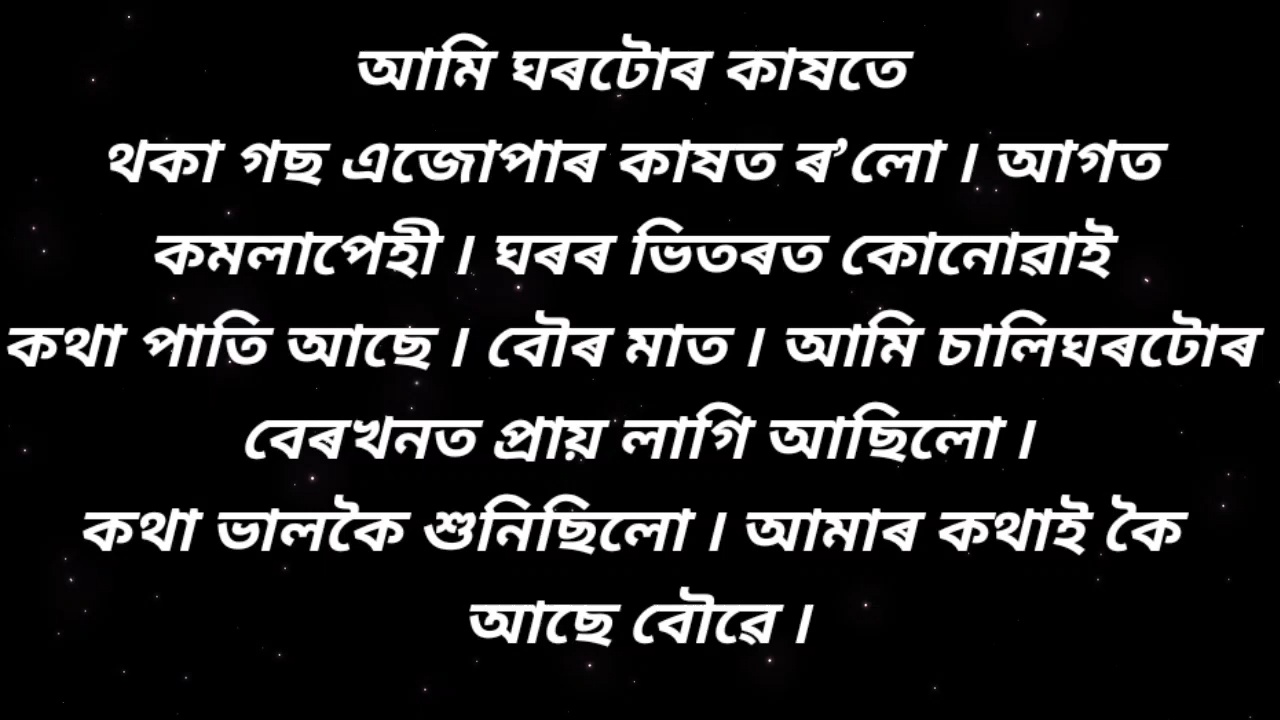 আমি ঘৰটোৰ কাষতে
থকা গছ এজোপাৰ কাষত ৰ’লো । আগত
কমলাপেহী । ঘৰৰ ভিতৰত কোনোৱাই
কথা পাতি আছে । বৌৰ মাত । আমি চালিঘৰটোৰ
বেৰখনত প্ৰায় লাগি আছিলো ।
কথা ভালকৈ শুনিছিলো । আমাৰ কথাই কৈ
আছে বৌৱে ।